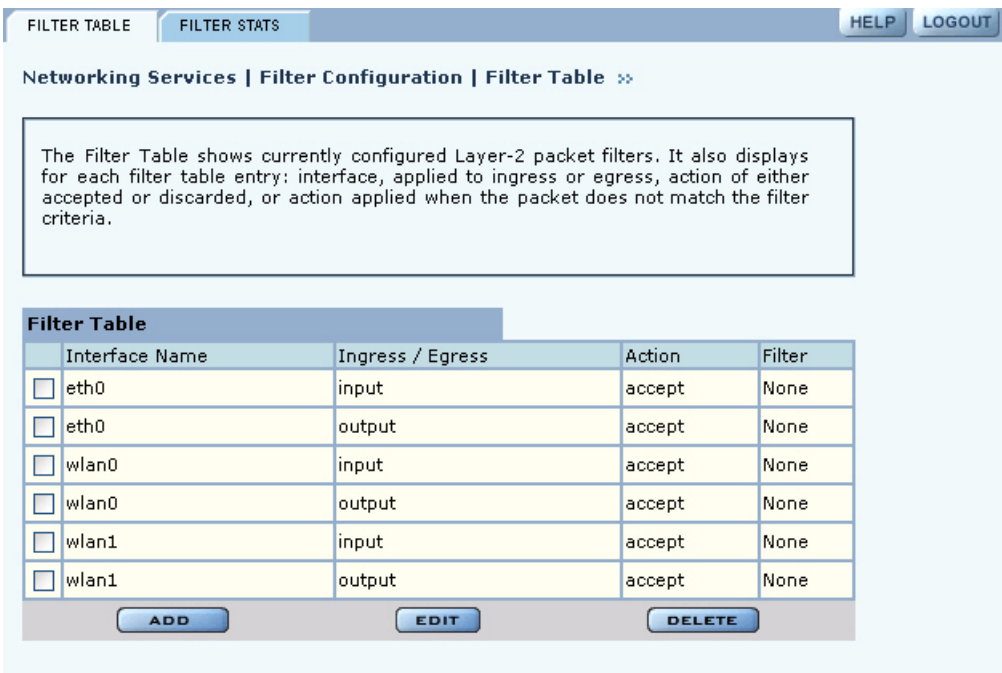 FILTER TABLE FILTER STATS HELP LOGOUT
Networking Services | Filter Configuration | Filter Table »
The Filter Table shows currently configured Layer-2 packet filters. It also displays
for each filter table entry: interface, applied to ingress or egress, action of either
accepted or discarded, or action applied when the packet does not match the filter
criteria.
Filter Table
Interface Name Ingress / Egress Action Filter
eth0 input accept None
eth0 output accept None
wlan0 input accept None
wlan0 output accept None
wlan1 input accept None
wlan1 output accept None
ADD EDIT DELETE